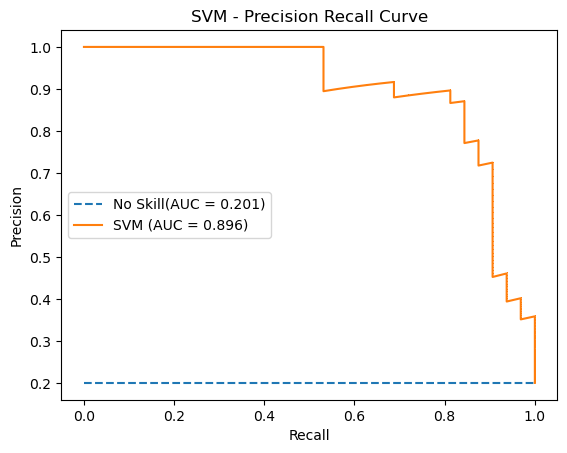 SVM - Precision Recall Curve
1.0
0.9
0.8
0.7
0.6
0.5
0.4
0.3
0.2
Precision
No Skill(AUC = 0.201)
SVM (AUC = 0.896)
0.0 0.2 0.4 0.6 0.8 1.0
Recall